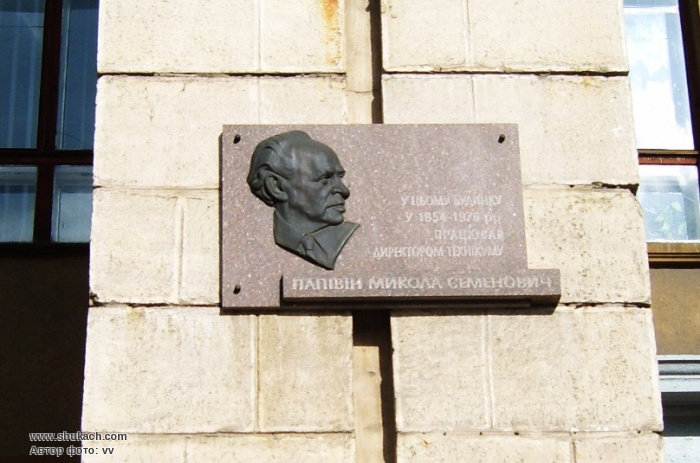 У ЦЬОМУ БУДИНКУ
У 1954-1976 рр.
ПРАЦЮВАВ
ДИРЕКТОРОМ ТЕХНІКУМУ
ПАПІВІН МИКОЛА СЕМЕНОВИЧ
www.shukach.com
Автор фото: vv